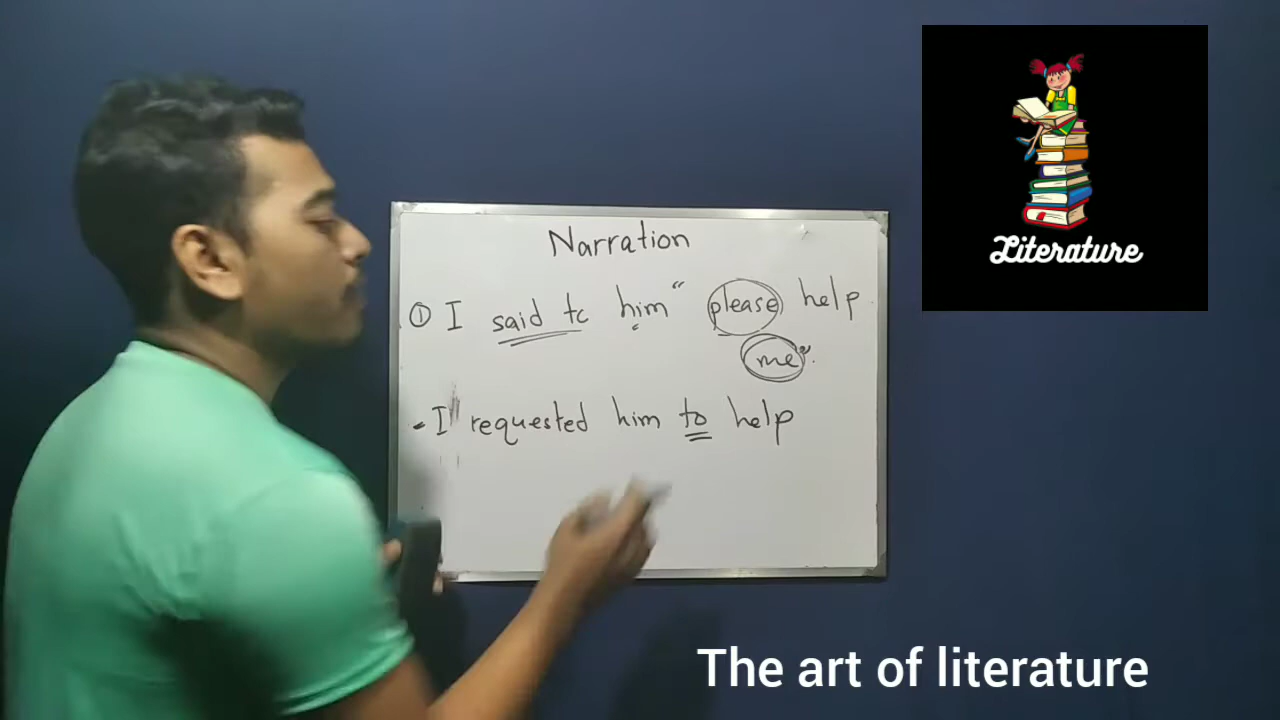 Narration
① I said to him “ please help
me”.
- I requested him to help
Literature
The art of literature